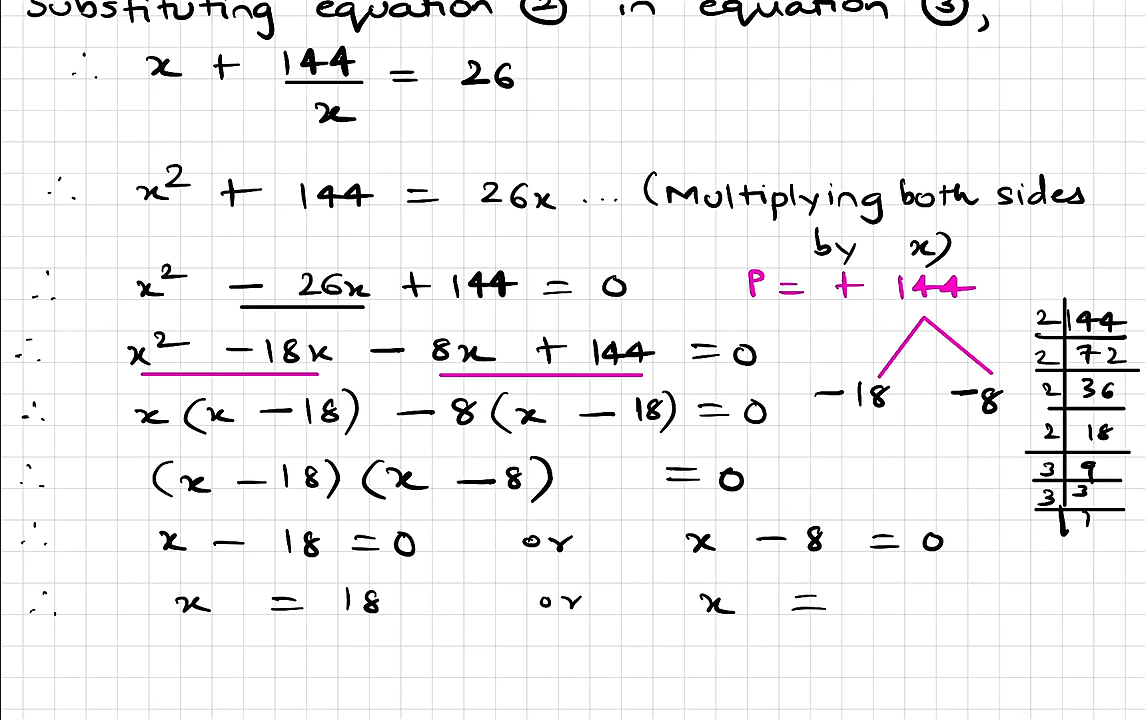 Substituting equation ② in equation ③,
∴ x + 144/x = 26
∴ x² + 144 = 26x ... (Multiplying both sides by x)
∴ x² - 26x + 144 = 0
P = + 144
-18 -8
∴ x² - 18x - 8x + 144 = 0
∴ x(x - 18) - 8(x - 18) = 0
∴ (x - 18)(x - 8) = 0
∴ x - 18 = 0 or x - 8 = 0
∴ x = 18 or x =
2 | 144
2 | 72
2 | 36
2 | 18
3 | 9
3 | 3
| 1